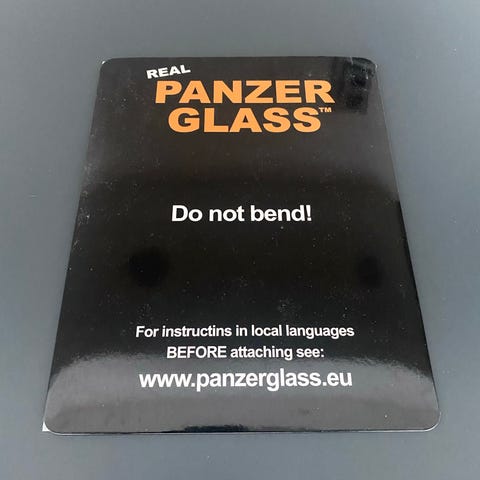 REAL
PANZER
GLASS™
Do not bend!
For instructins in local languages
BEFORE attaching see:
www.panzerglass.eu